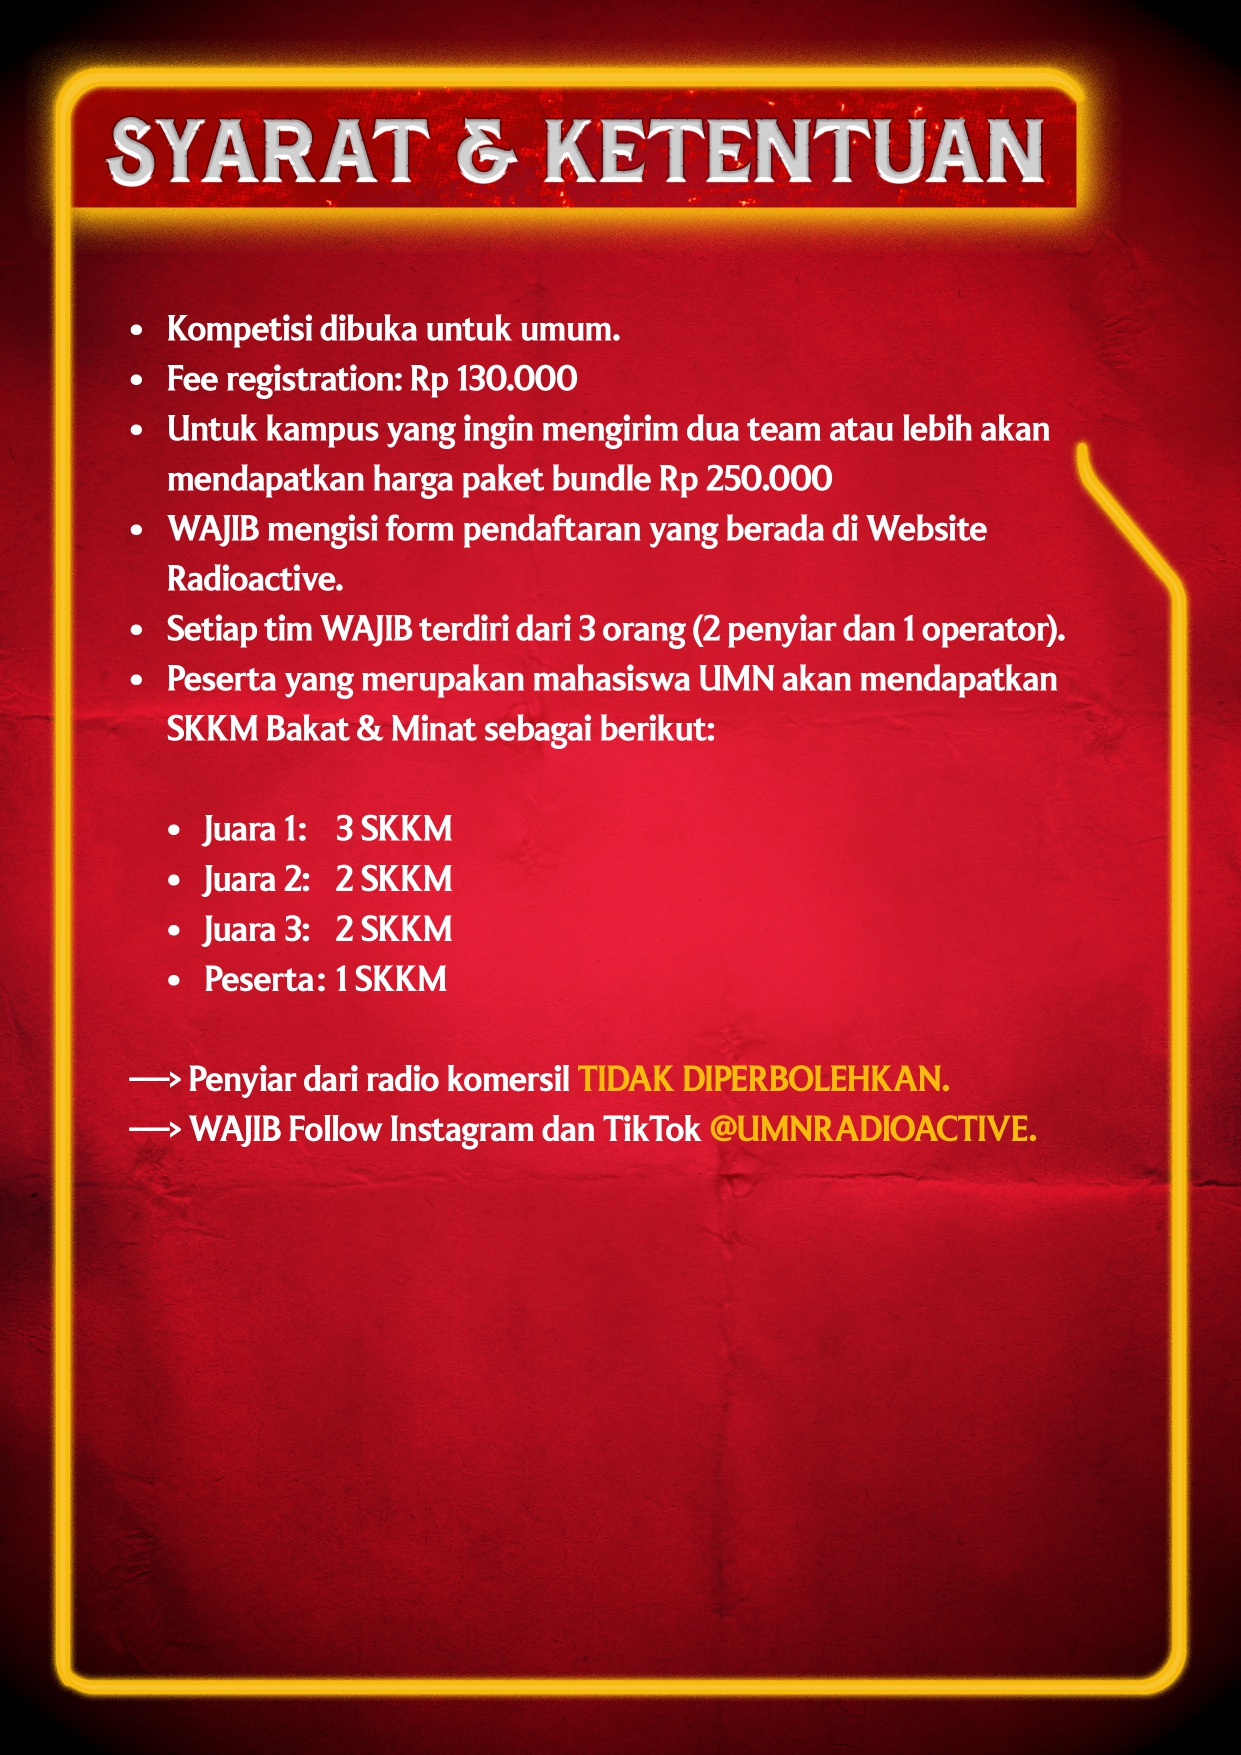 SYARAT & KETENTUAN
• Kompetisi dibuka untuk umum.
• Fee registration: Rp 130.000
• Untuk kampus yang ingin mengirim dua team atau lebih akan
mendapatkan harga paket bundle Rp 250.000
• WAJIB mengisi form pendaftaran yang berada di Website
Radioactive.
• Setiap tim WAJIB terdiri dari 3 orang (2 penyiar dan 1 operator).
• Peserta yang merupakan mahasiswa UMN akan mendapatkan
SKKM Bakat & Minat sebagai berikut:
• Juara 1: 3 SKKM
• Juara 2: 2 SKKM
• Juara 3: 2 SKKM
• Peserta: 1 SKKM
—> Penyiar dari radio komersil TIDAK DIPERBOLEHKAN.
—> WAJIB Follow Instagram dan TikTok @UMNRADIOACTIVE.